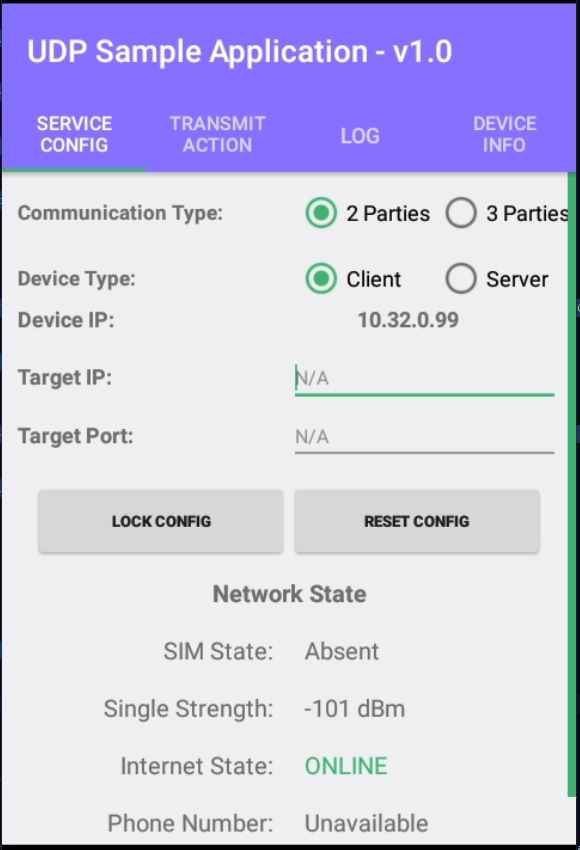 UDP Sample Application - v1.0
SERVICE CONFIG
TRANSMIT ACTION
LOG
DEVICE INFO
Communication Type: 2 Parties 3 Parties
Device Type: Client Server
Device IP: 10.32.0.99
Target IP: N/A
Target Port: N/A
LOCK CONFIG RESET CONFIG
Network State
SIM State: Absent
Single Strength: -101 dBm
Internet State: ONLINE
Phone Number: Unavailable